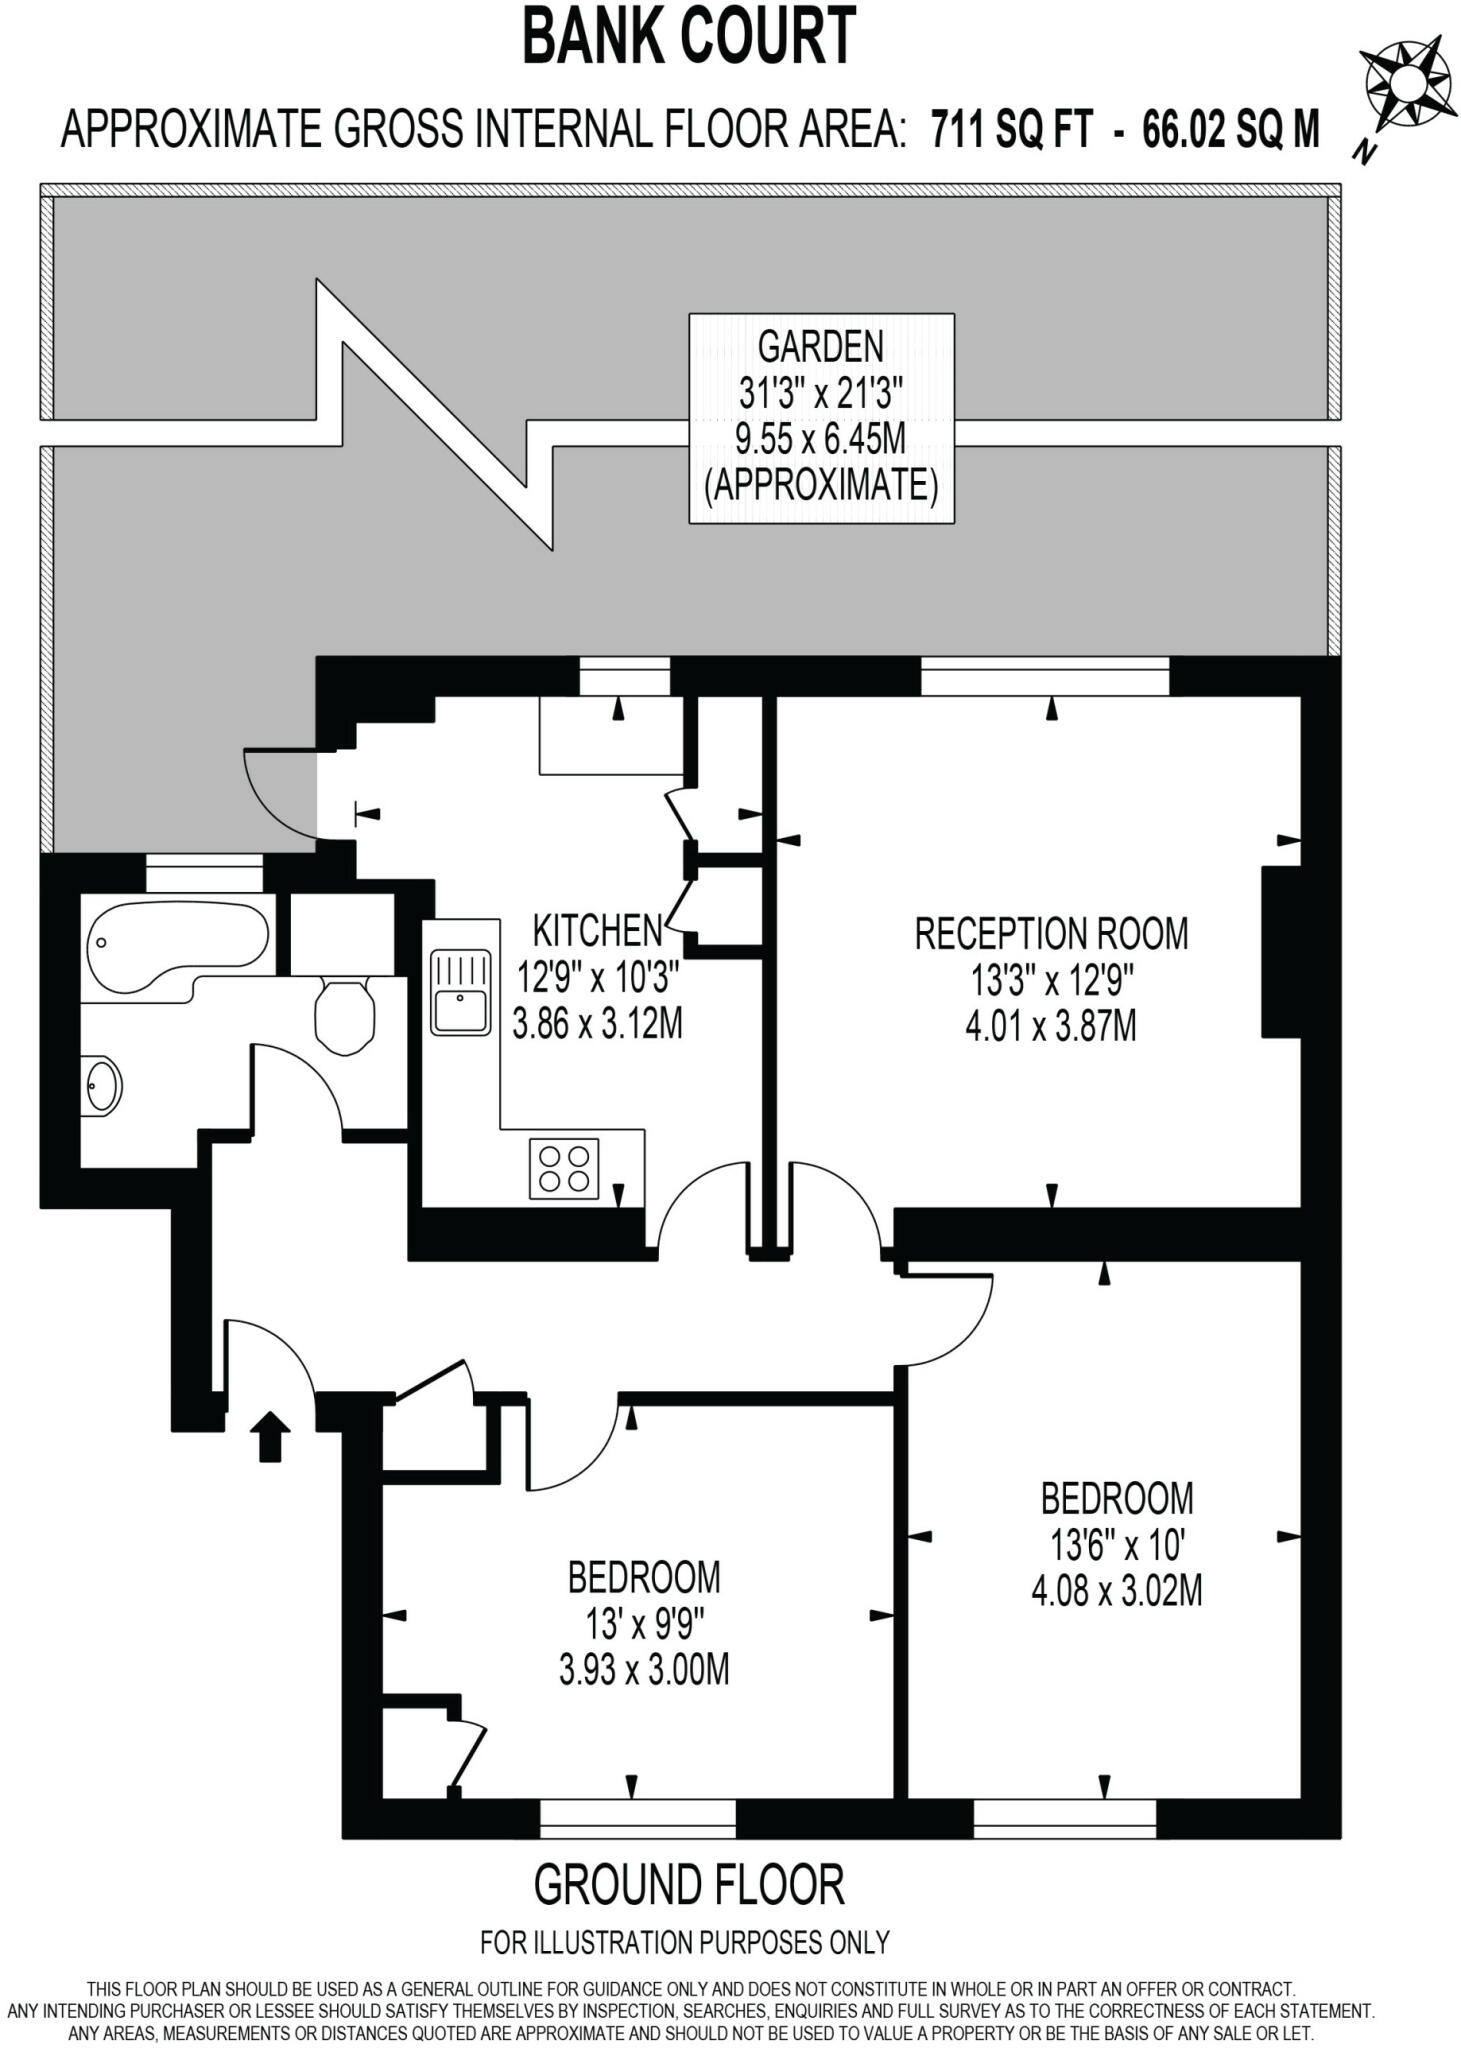 BANK COURT
APPROXIMATE GROSS INTERNAL FLOOR AREA: 711 SQ FT - 66.02 SQ M
N
GARDEN
31'3" x 21'3"
9.55 x 6.45M
(APPROXIMATE)
KITCHEN
12'9" x 10'3"
3.86 x 3.12M
RECEPTION ROOM
13'3" x 12'9"
4.01 x 3.87M
BEDROOM
13'6" x 10'
4.08 x 3.02M
BEDROOM
13' x 9'9"
3.93 x 3.00M
GROUND FLOOR
FOR ILLUSTRATION PURPOSES ONLY
THIS FLOOR PLAN SHOULD BE USED AS A GENERAL OUTLINE FOR GUIDANCE ONLY AND DOES NOT CONSTITUTE IN WHOLE OR IN PART AN OFFER OR CONTRACT.
ANY INTENDING PURCHASER OR LESSEE SHOULD SATISFY THEMSELVES BY INSPECTION, SEARCHES, ENQUIRIES AND FULL SURVEY AS TO THE CORRECTNESS OF EACH STATEMENT.
ANY AREAS, MEASUREMENTS OR DISTANCES QUOTED ARE APPROXIMATE AND SHOULD NOT BE USED TO VALUE A PROPERTY OR BE THE BASIS OF ANY SALE OR LET.